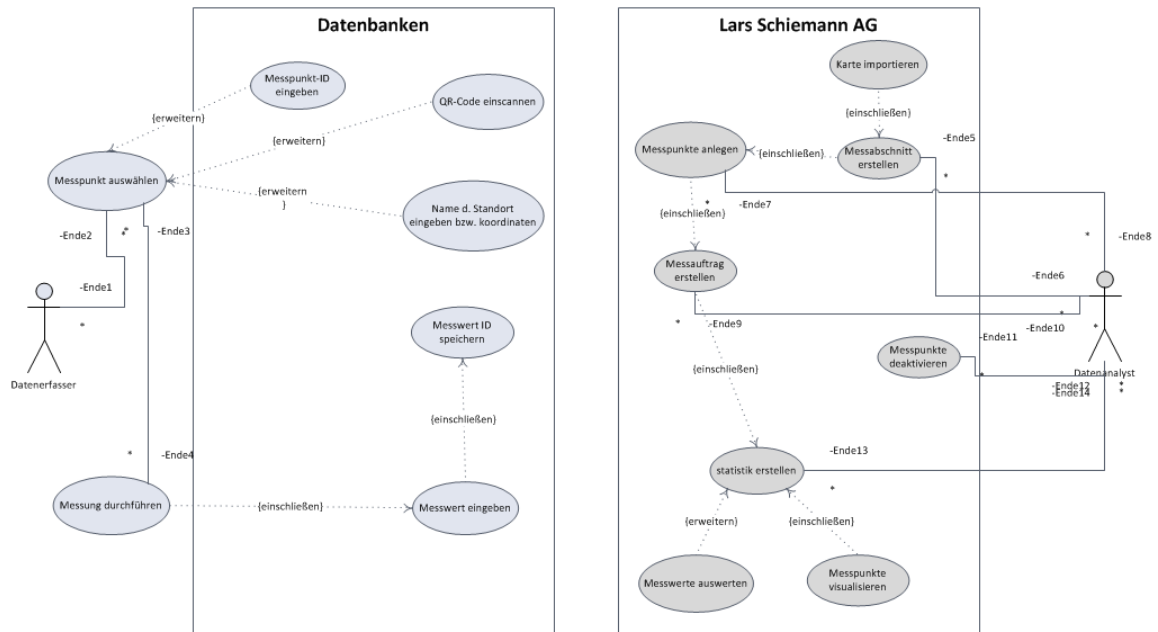 Datenbanken
Messpunkt-ID
eingeben
QR-Code einscannen
{erweitern}
{erweitern}
Messpunkt auswählen
{erweitern
}
Name d. Standort
eingeben bzw. koordinaten
-Ende2
*
*
-Ende3
-Ende1
*
Datenerfasser
Messwert ID
speichern
{einschließen}
*
-Ende4
Messung durchführen
{einschließen}
Messwert eingeben
Lars Schiemann AG
Karte importieren
{einschließen}
-Ende5
Messpunkte anlegen
{einschließen}
Messabschnitt
erstellen
*
*
-Ende7
{einschließen}
*
-Ende8
Messauftrag
erstellen
-Ende6
*
-Ende9
*
-Ende10
*
-Ende11
Messpunkte
deaktivieren
{einschließen}
*
Datenanalyst
-Ende12
*
-Ende14
*
-Ende13
statistik erstellen
*
{erweitern}
{einschließen}
Messwerte auswerten
Messpunkte
visualisieren